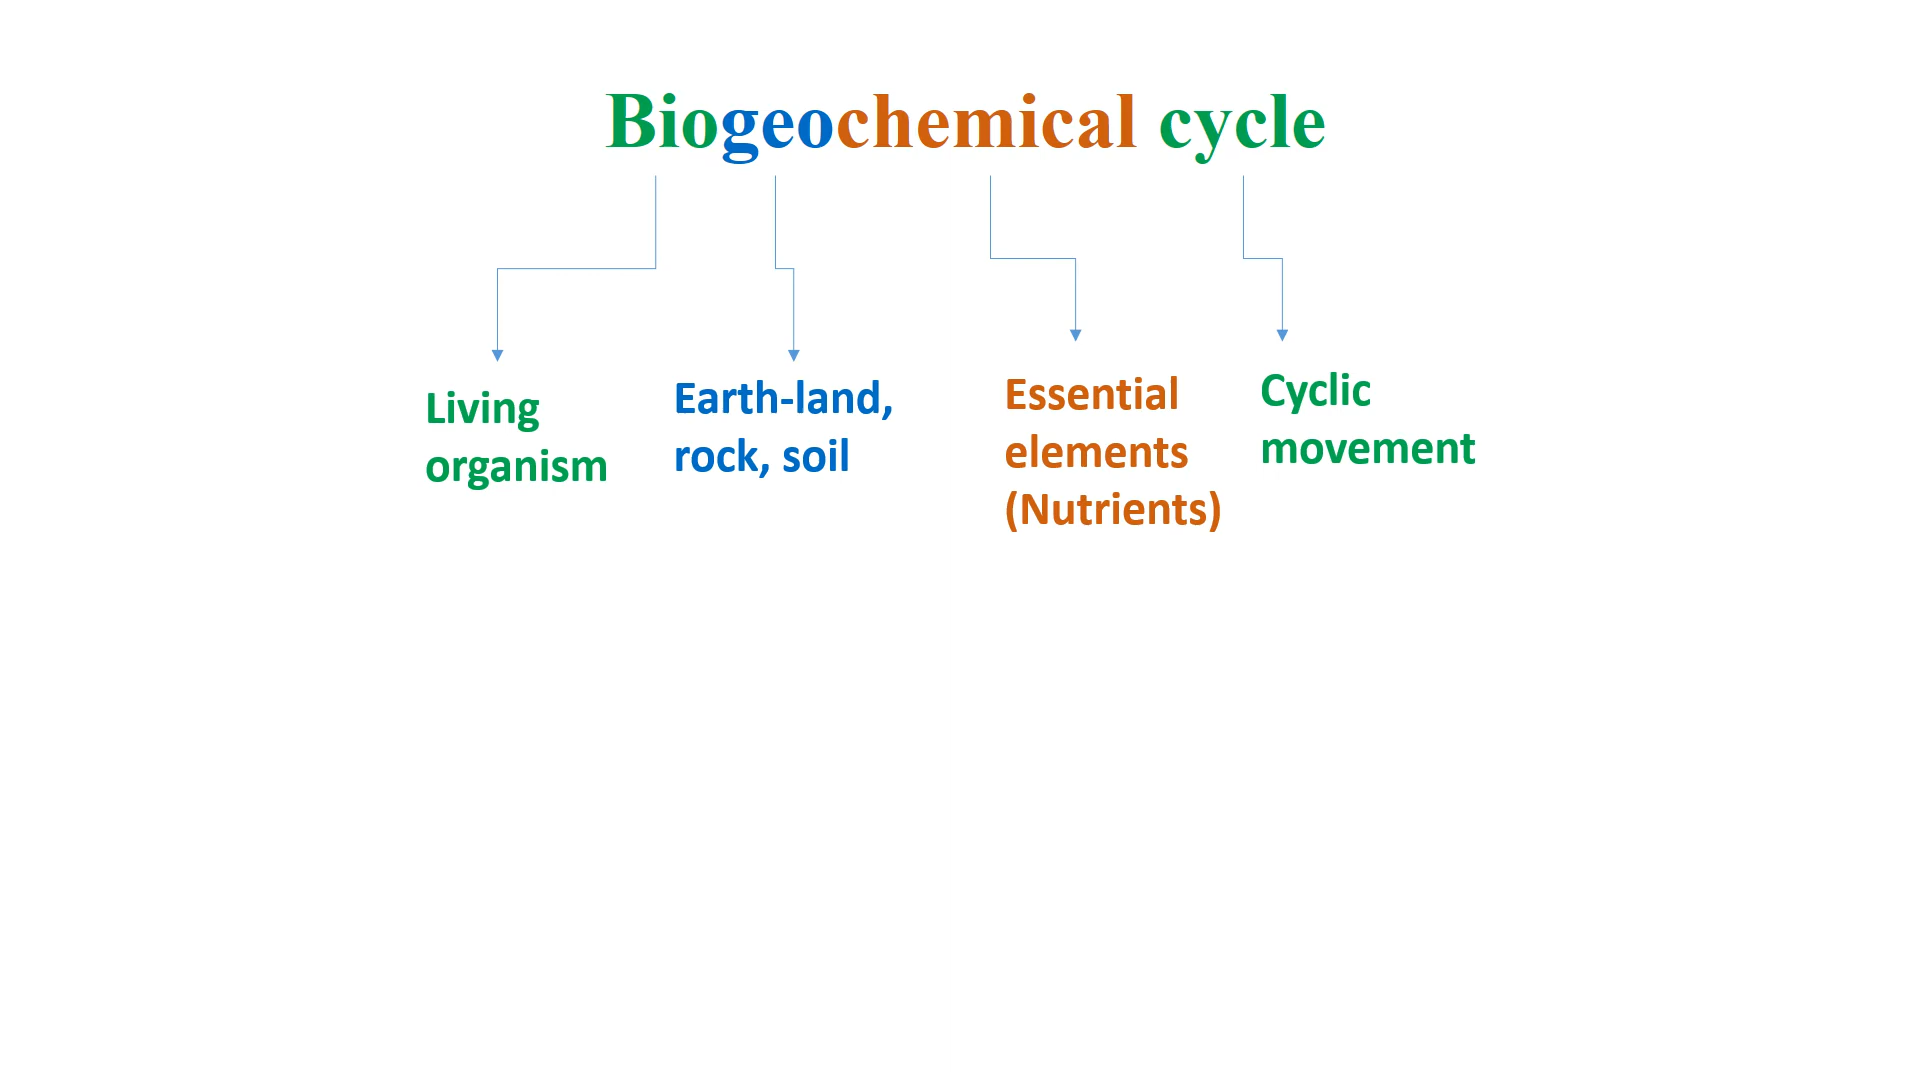 Biogeochemical cycle
Living
organism
Earth-land,
rock, soil
Essential
elements
(Nutrients)
Cyclic
movement